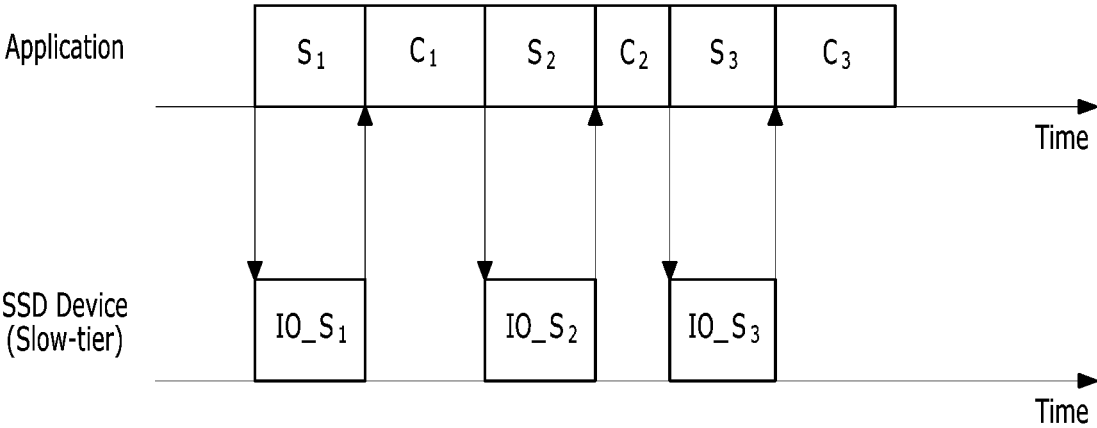 Application
S₁ C₁ S₂ C₂ S₃ C₃
Time
SSD Device
(Slow-tier)
IO_S₁ IO_S₂ IO_S₃
Time